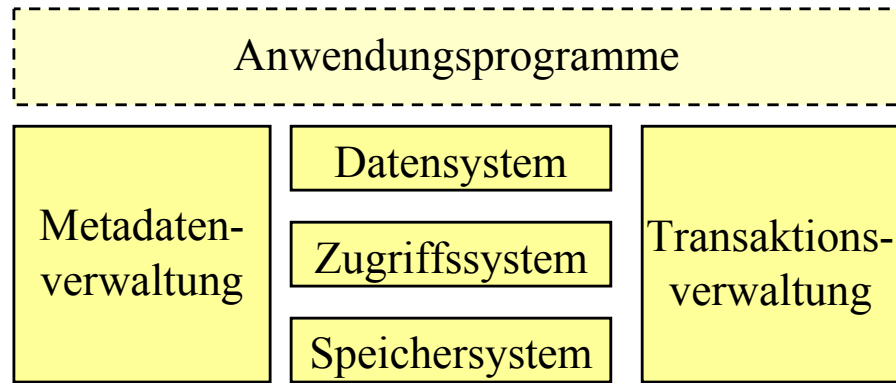 Anwendungsprogramme
Metadaten-
verwaltung
Datensystem
Zugriffssystem
Speichersystem
Transaktions-
verwaltung